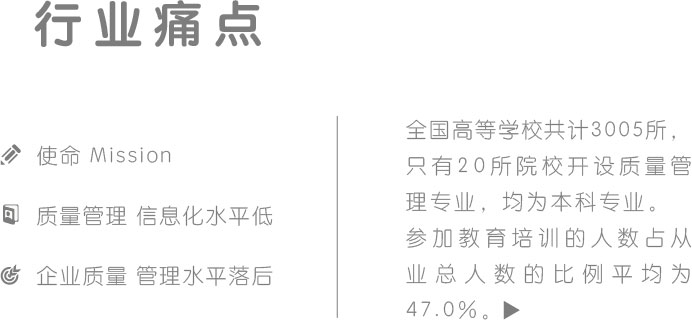 行业痛点
使命 Mission
质量管理 信息化水平低
企业质量 管理水平落后
全国高等学校共计3005所，
只有20所院校开设质量管
理专业，均为本科专业。
参加教育培训的人数占从
业总人数的比例平均为
47.0%。▶